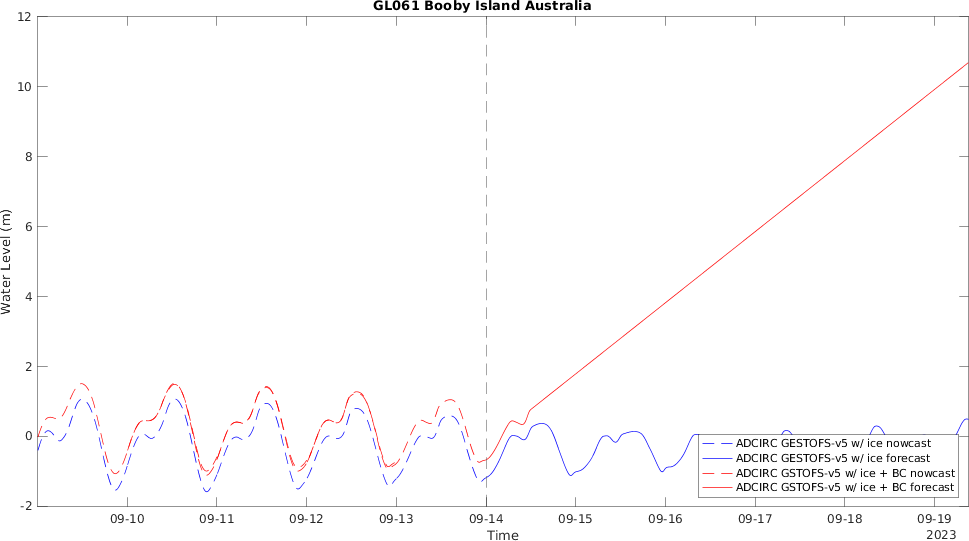 GL061 Booby Island Australia
12
10
8
6
4
2
0
-2
Water Level (m)
09-10 09-11 09-12 09-13 09-14 09-15 09-16 09-17 09-18 09-19
Time
2023
ADCIRC GESTOFS-v5 w/ ice nowcast
ADCIRC GESTOFS-v5 w/ ice forecast
ADCIRC GSTOFS-v5 w/ ice + BC nowcast
ADCIRC GSTOFS-v5 w/ ice + BC forecast